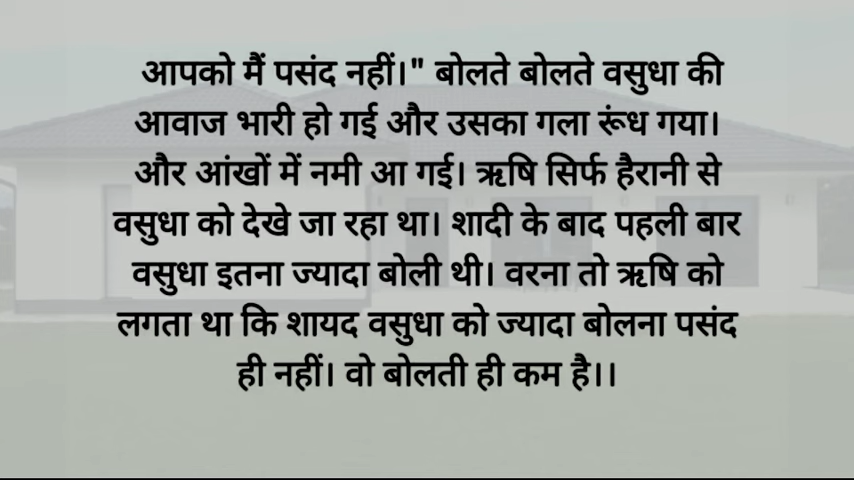 आपको मैं पसंद नहीं।" बोलते बोलते वसुधा की
आवाज भारी हो गई और उसका गला रूंध गया।
और आंखों में नमी आ गई। ऋषि सिर्फ हैरानी से
वसुधा को देखे जा रहा था। शादी के बाद पहली बार
वसुधा इतना ज्यादा बोली थी। वरना तो ऋषि को
लगता था कि शायद वसुधा को ज्यादा बोलना पसंद
ही नहीं। वो बोलती ही कम है।।